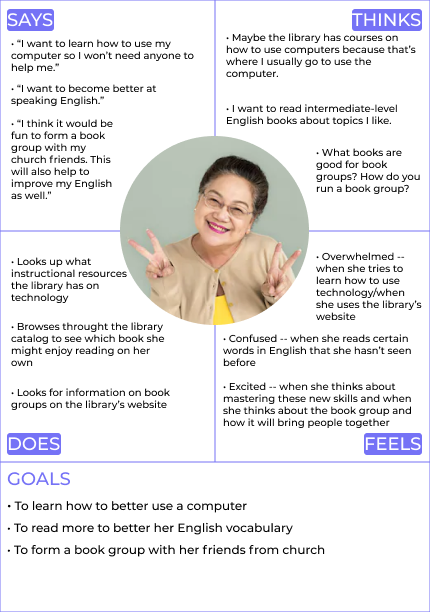 SAYS
• “I want to learn how to use my
computer so I won’t need anyone to
help me.”
• “I want to become better at
speaking English.”
• “I think it would be
fun to form a book
group with my
church friends. This
will also help to
improve my English
as well.”
THINKS
• Maybe the library has courses on
how to use computers because that’s
where I usually go to use the
computer.
• I want to read intermediate-level
English books about topics I like.
• What books are
good for book
groups? How do you
run a book group?
• Looks up what
instructional resources
the library has on
technology
• Browses throught the library
catalog to see which book she
might enjoy reading on her
own
• Looks for information on book
groups on the library’s website
DOES
• Overwhelmed --
when she tries to
learn how to use
technology/when
she uses the library’s
website
• Confused -- when she reads certain
words in English that she hasn’t seen
before
• Excited -- when she thinks about
mastering these new skills and when
she thinks about the book group and
how it will bring people together
FEELS
GOALS
• To learn how to better use a computer
• To read more to better her English vocabulary
• To form a book group with her friends from church